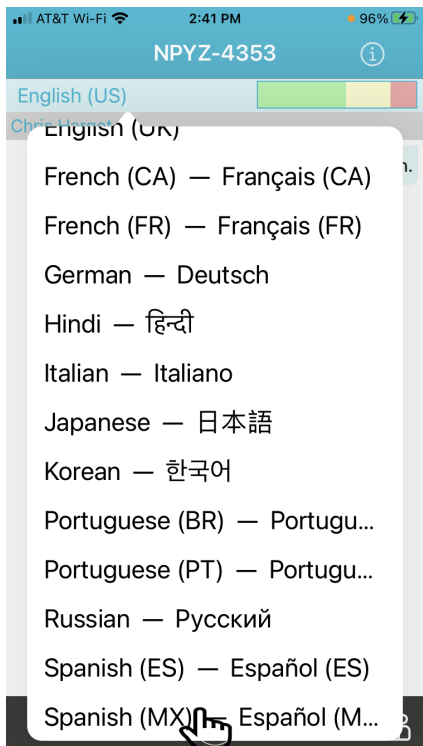 AT&T Wi-Fi 2:41 PM 96%
NPYZ-4353
English (US)
English (UK)
French (CA) — Français (CA)
French (FR) — Français (FR)
German — Deutsch
Hindi — हिन्दी
Italian — Italiano
Japanese — 日本語
Korean — 한국어
Portuguese (BR) — Portugu...
Portuguese (PT) — Portugu...
Russian — Русский
Spanish (ES) — Español (ES)
Spanish (MX) — Español (M...